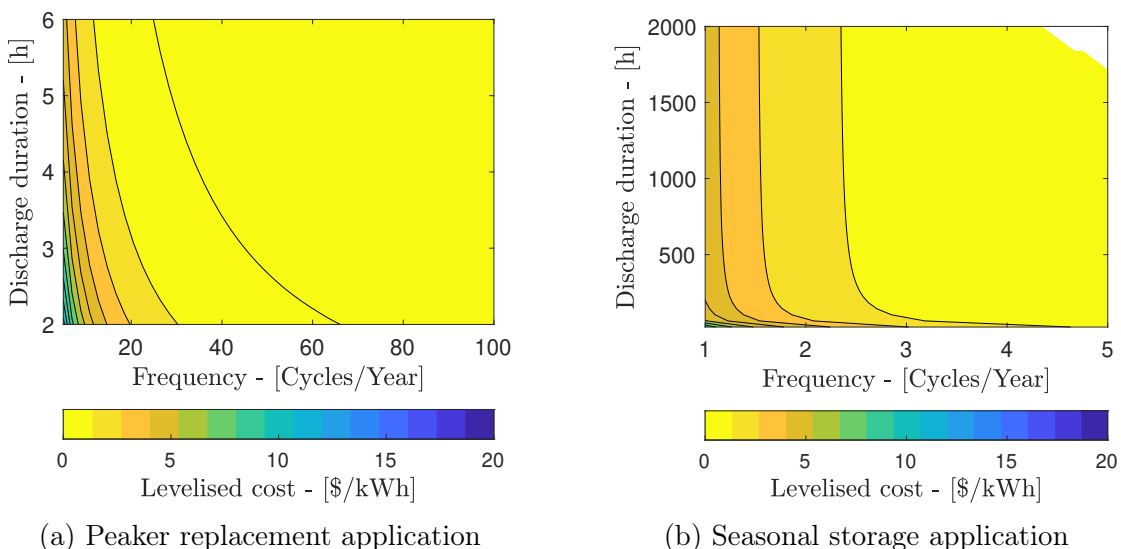 6
5
4
3
2
Discharge duration - [h]
20 40 60 80 100
Frequency - [Cycles/Year]
0 5 10 15 20
Levelised cost - [$/kWh]
(a) Peaker replacement application
2000
1500
1000
500
Discharge duration - [h]
1 2 3 4 5
Frequency - [Cycles/Year]
0 5 10 15 20
Levelised cost - [$/kWh]
(b) Seasonal storage application